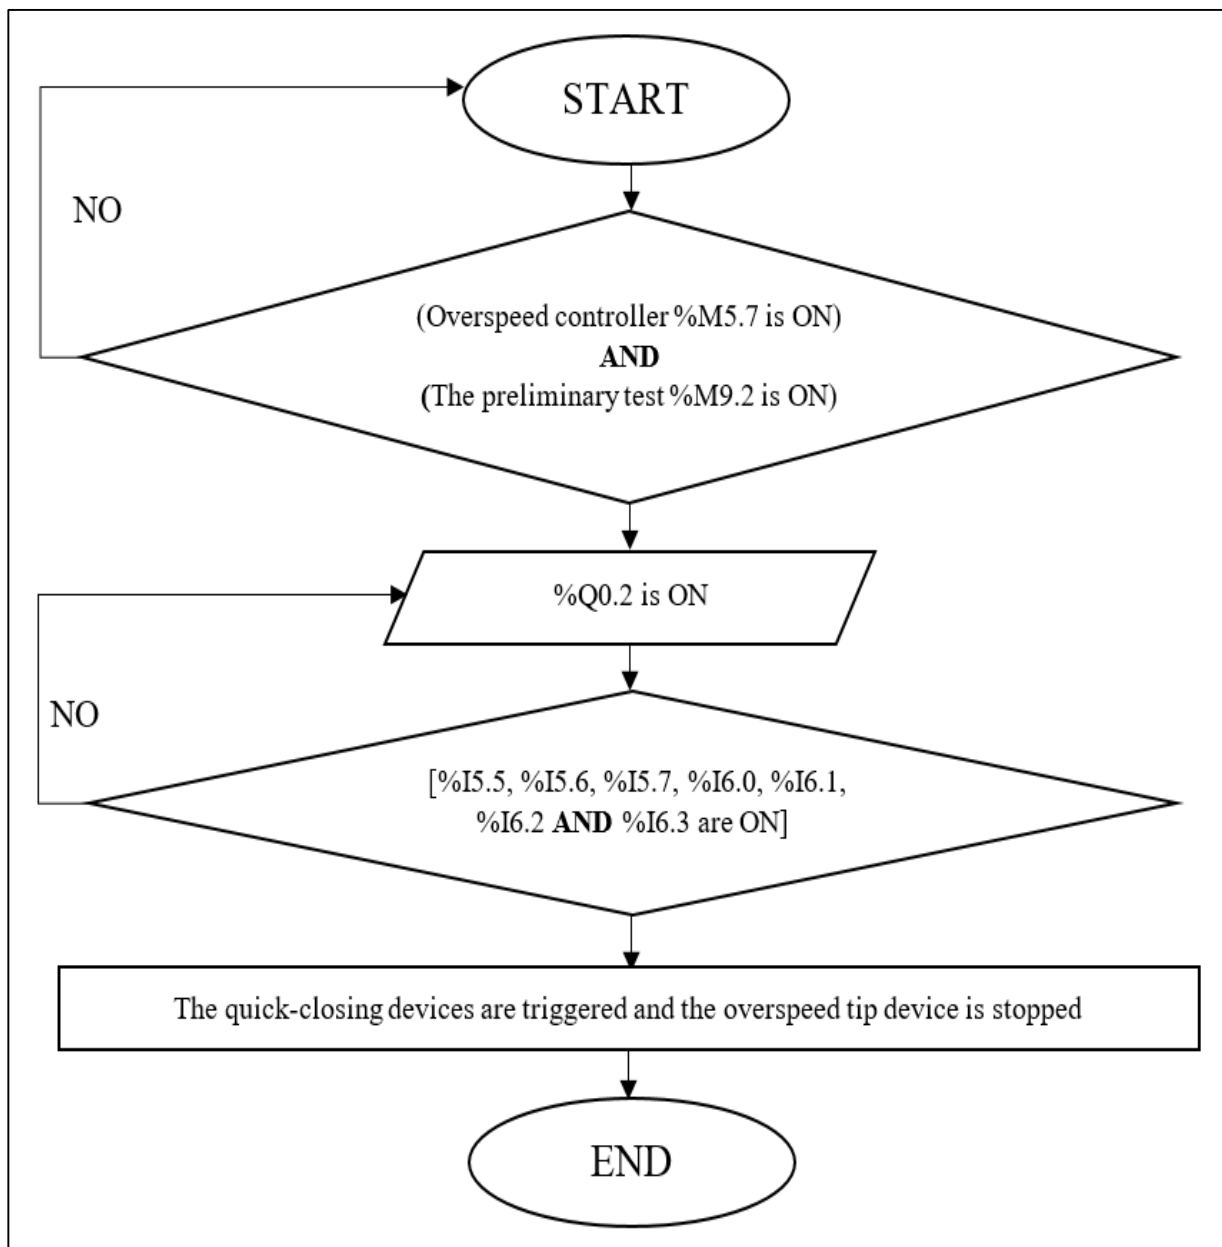 START
NO
(Overspeed controller %M5.7 is ON)
AND
(The preliminary test %M9.2 is ON)
%Q0.2 is ON
NO
[%I5.5, %I5.6, %I5.7, %I6.0, %I6.1,
%I6.2 AND %I6.3 are ON]
The quick-closing devices are triggered and the overspeed tip device is stopped
END